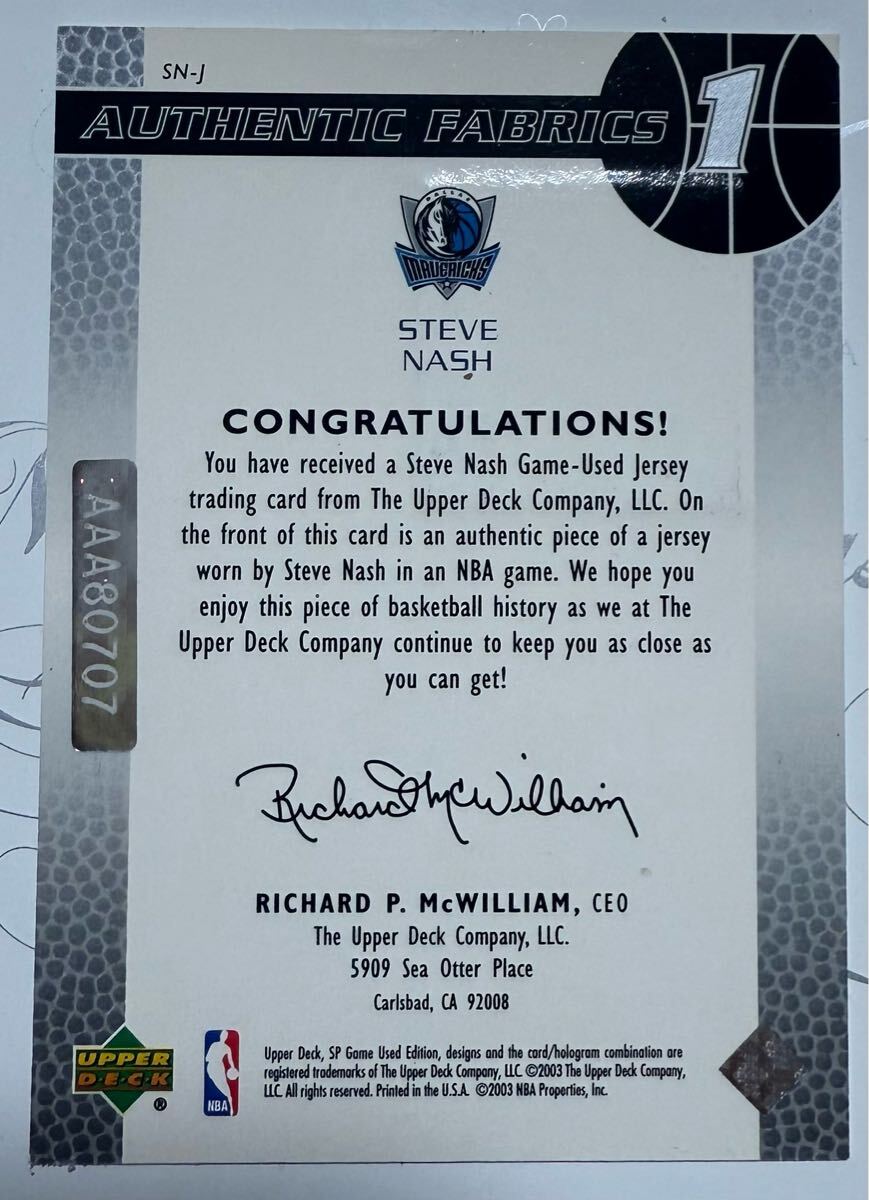 SN-J
AUTHENTIC FABRICS
1
DALLAS
MAVERICKS
STEVE
NASH
CONGRATULATIONS!
You have received a Steve Nash Game-Used Jersey
trading card from The Upper Deck Company, LLC. On
the front of this card is an authentic piece of a jersey
worn by Steve Nash in an NBA game. We hope you
enjoy this piece of basketball history as we at The
Upper Deck Company continue to keep you as close as
you can get!
AAA80707
Richard McWilliam
RICHARD P. McWILLIAM, CEO
The Upper Deck Company, LLC.
5909 Sea Otter Place
Carlsbad, CA 92008
UPPER
DECK
®
NBA
Upper Deck, SP Game Used Edition, designs and the card/hologram combination are
registered trademarks of The Upper Deck Company, LLC. ©2003 The Upper Deck Company,
LLC. All rights reserved. Printed in the U.S.A. ©2003 NBA Properties, Inc.